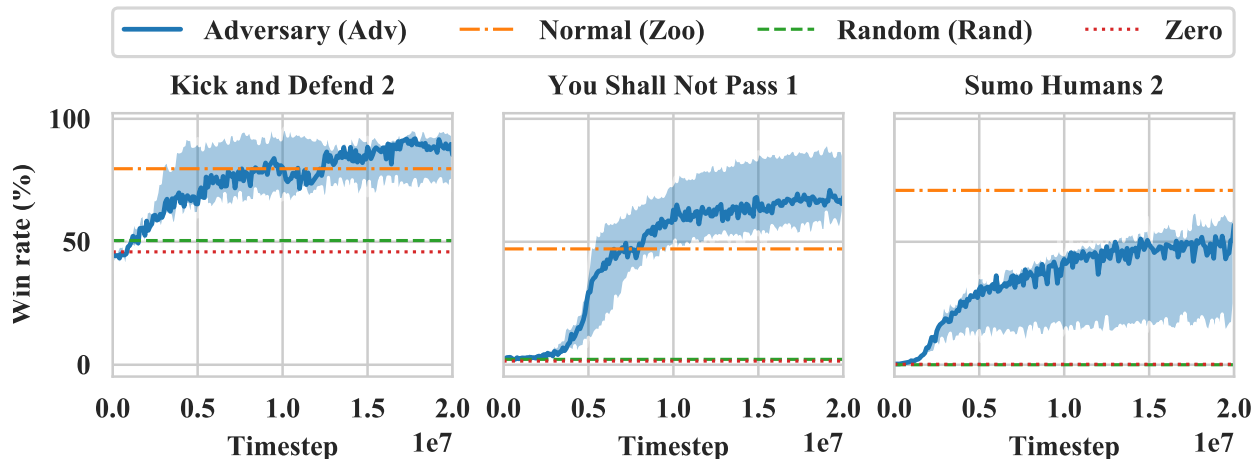 Adversary (Adv) Normal (Zoo) Random (Rand) Zero
Kick and Defend 2 You Shall Not Pass 1 Sumo Humans 2
Win rate (%)
100
50
0
0.0 0.5 1.0 1.5 2.0 0.0 0.5 1.0 1.5 2.0 0.0 0.5 1.0 1.5 2.0
Timestep 1e7 Timestep 1e7 Timestep 1e7